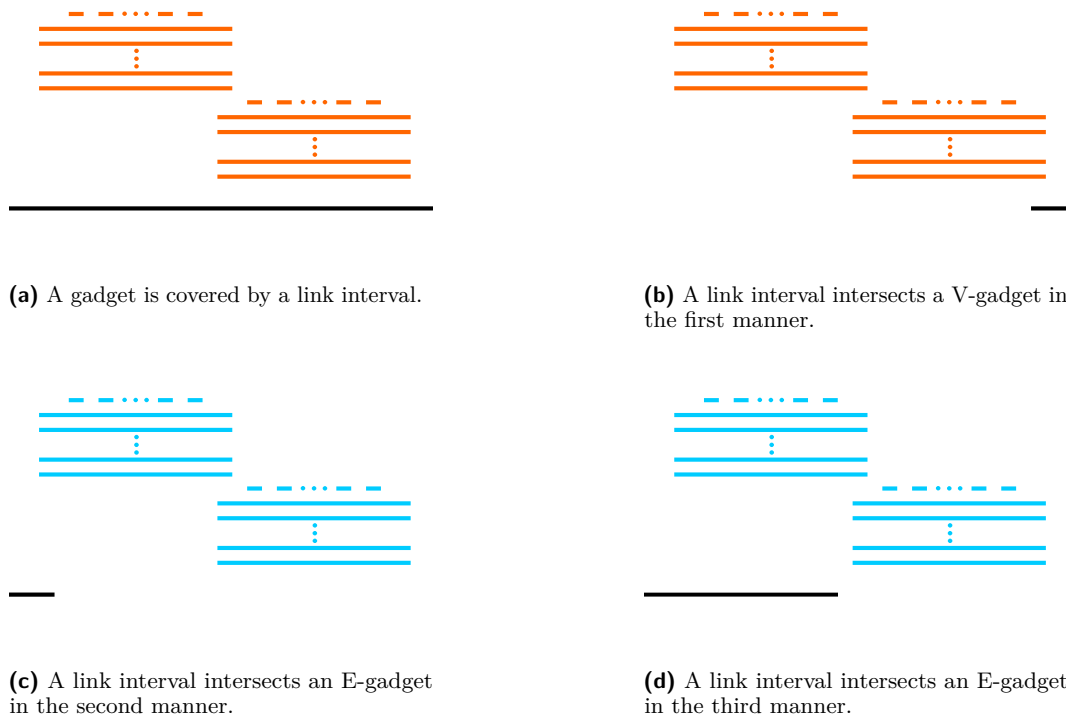 (a) A gadget is covered by a link interval.
(b) A link interval intersects a V-gadget in
the first manner.
(c) A link interval intersects an E-gadget
in the second manner.
(d) A link interval intersects an E-gadget
in the third manner.